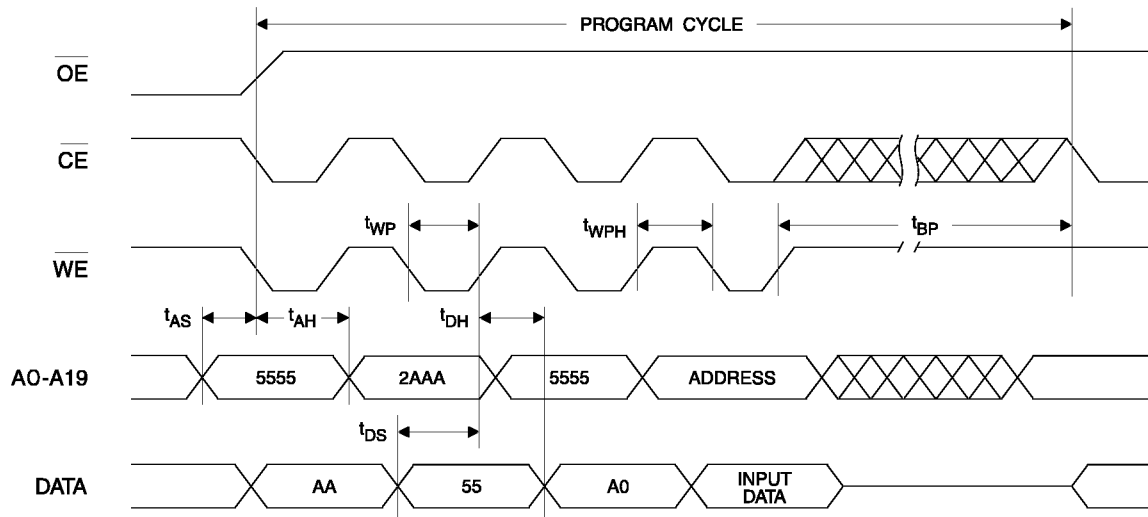 PROGRAM CYCLE
OE
CE
tWP
tWPH
tBP
WE
tAS
tAH
tDH
A0-A19
5555
2AAA
5555
ADDRESS
tDS
DATA
AA
55
A0
INPUT
DATA